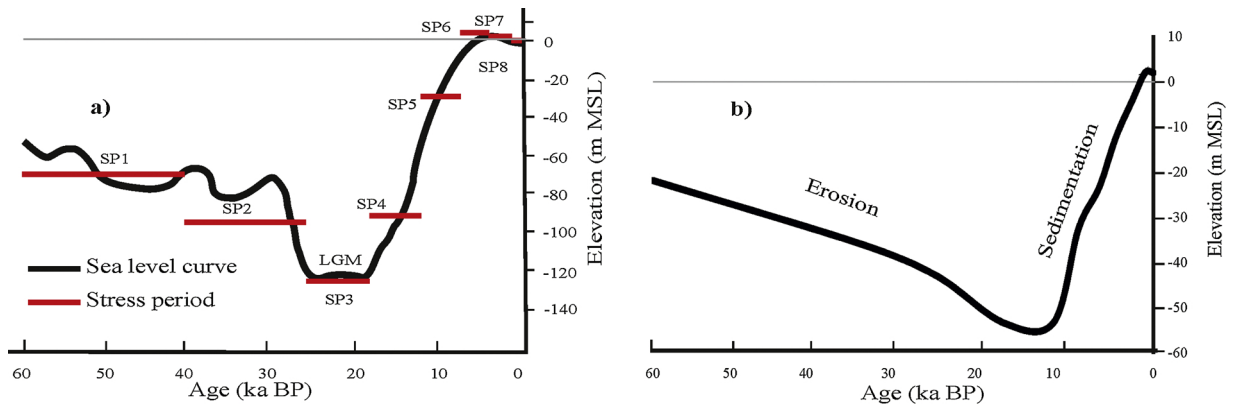 a)
SP1
SP2
LGM
SP3
SP4
SP5
SP6
SP7
SP8
Sea level curve
Stress period
0
-20
-40
-60
-80
-100
-120
-140
Elevation (m MSL)
60 50 40 30 20 10 0
Age (ka BP)
b)
Erosion
Sedimentation
10
0
-10
-20
-30
-40
-50
-60
Elevation (m MSL)
60 50 40 30 20 10 0
Age (ka BP)